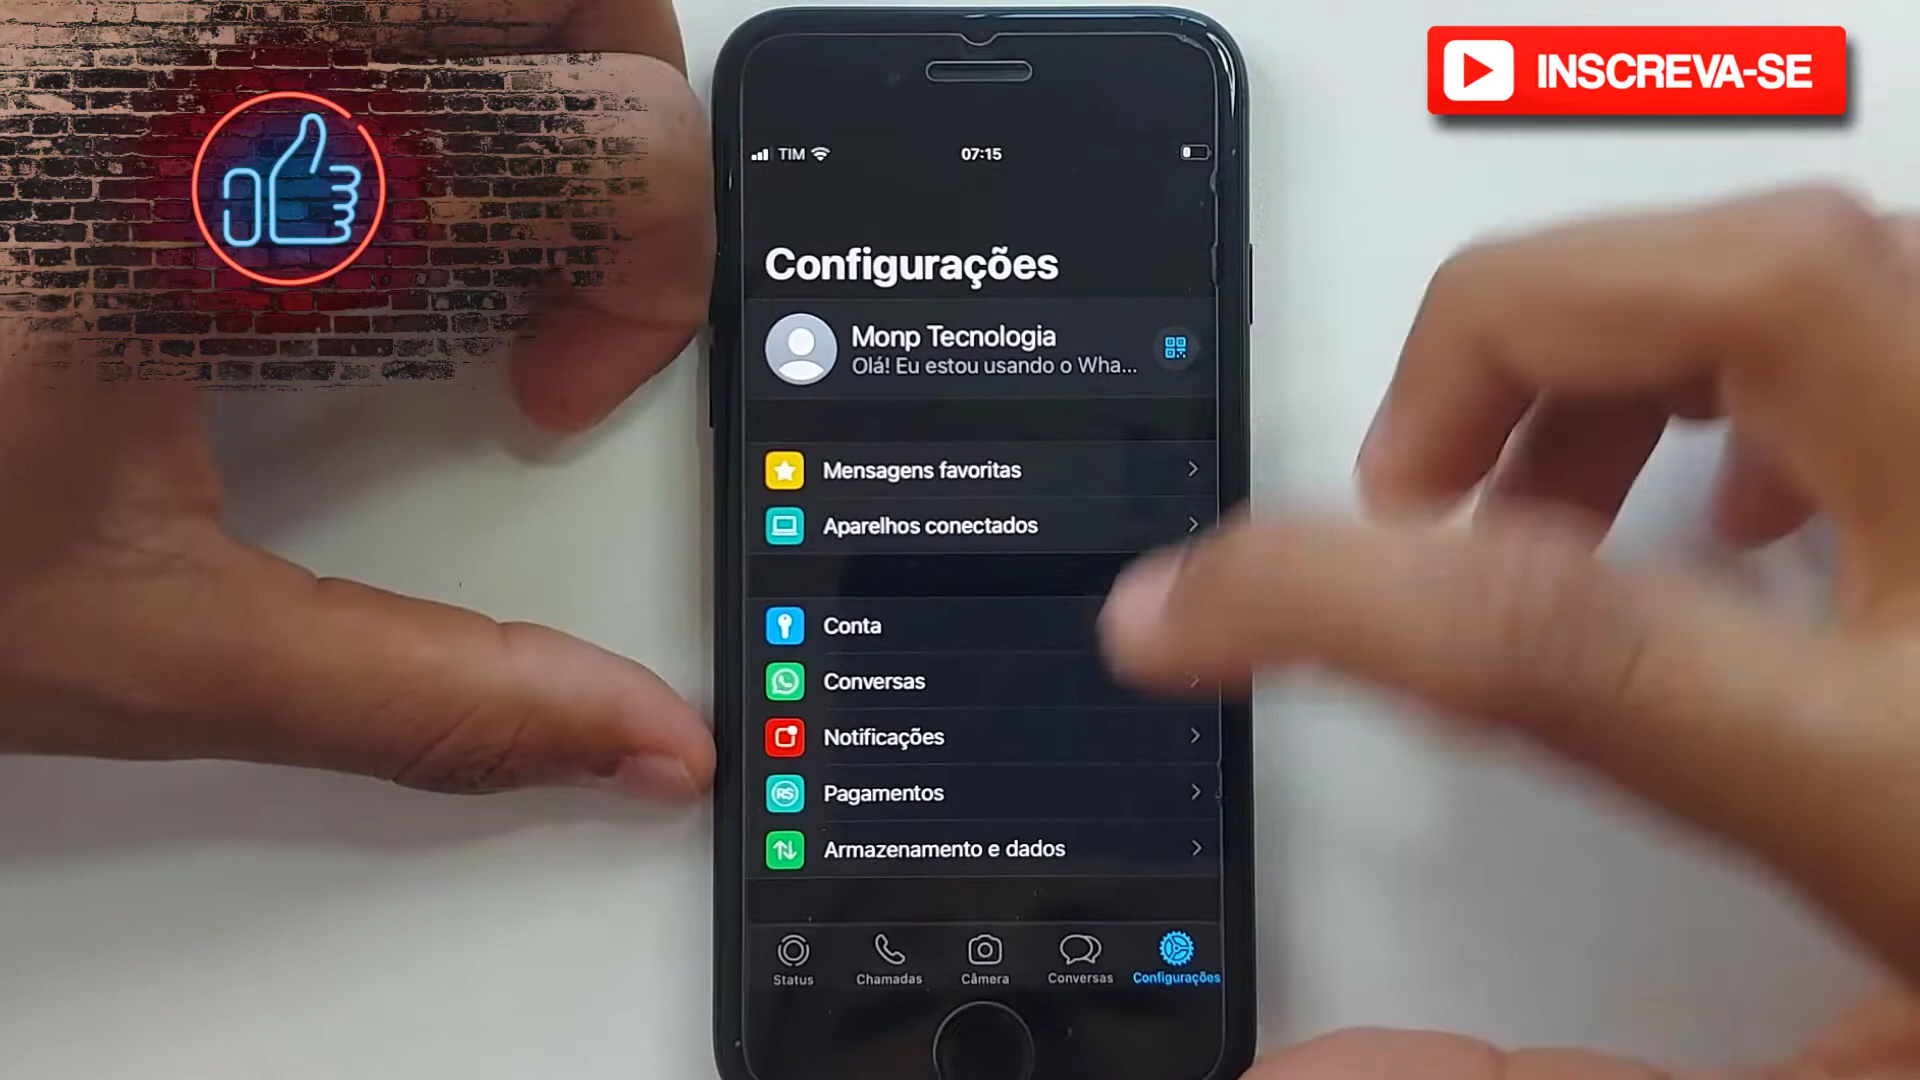 INSCREVA-SE
TIM
07:15
Configurações
Monp Tecnologia
Olá! Eu estou usando o Wha...
Mensagens favoritas
Aparelhos conectados
Conta
Conversas
Notificações
R$
Pagamentos
Armazenamento e dados
Status
Chamadas
Câmera
Conversas
Configurações